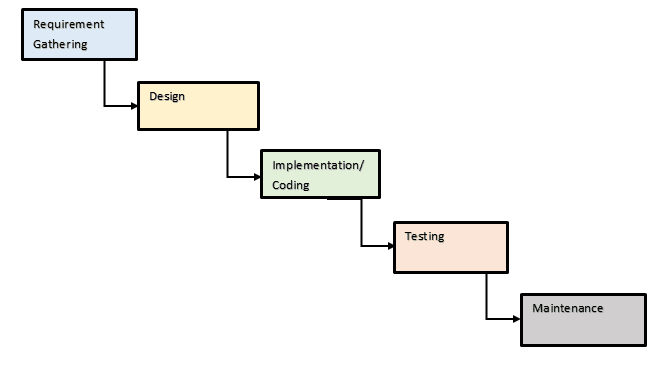 Requirement
Gathering
Design
Implementation/
Coding
Testing
Maintenance